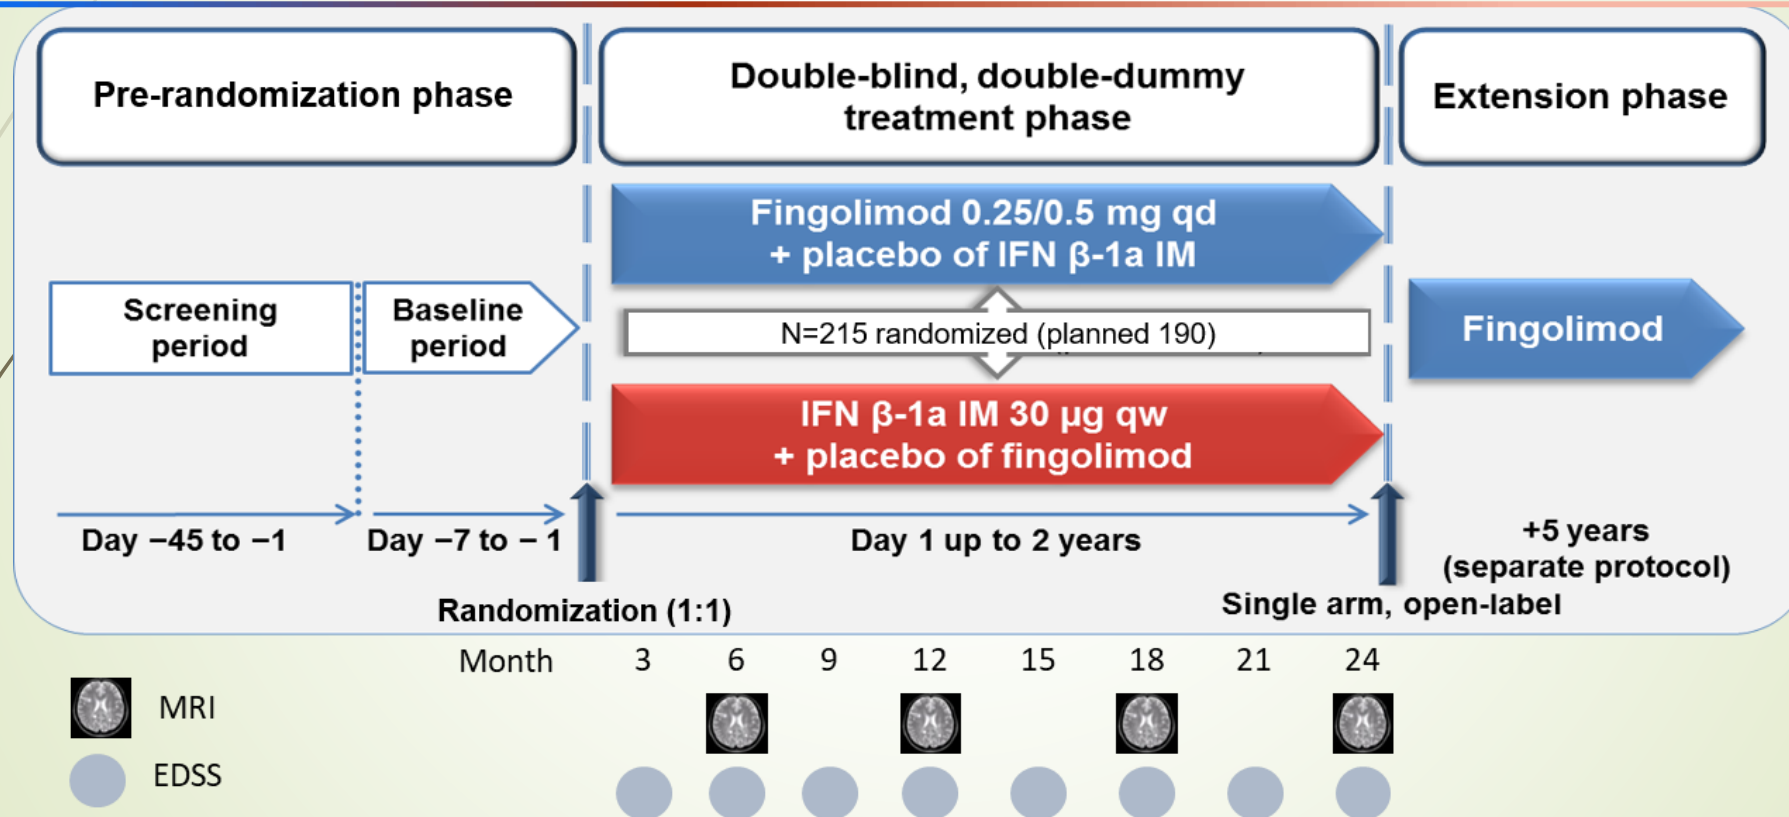 Pre-randomization phase
Double-blind, double-dummy
treatment phase
Extension phase
Fingolimod 0.25/0.5 mg qd
+ placebo of IFN β-1a IM
Screening
period
Baseline
period
N=215 randomized (planned 190)
Fingolimod
IFN β-1a IM 30 µg qw
+ placebo of fingolimod
Day −45 to −1
Day −7 to − 1
Day 1 up to 2 years
+5 years
(separate protocol)
Randomization (1:1)
Single arm, open-label
Month 3 6 9 12 15 18 21 24
MRI
EDSS